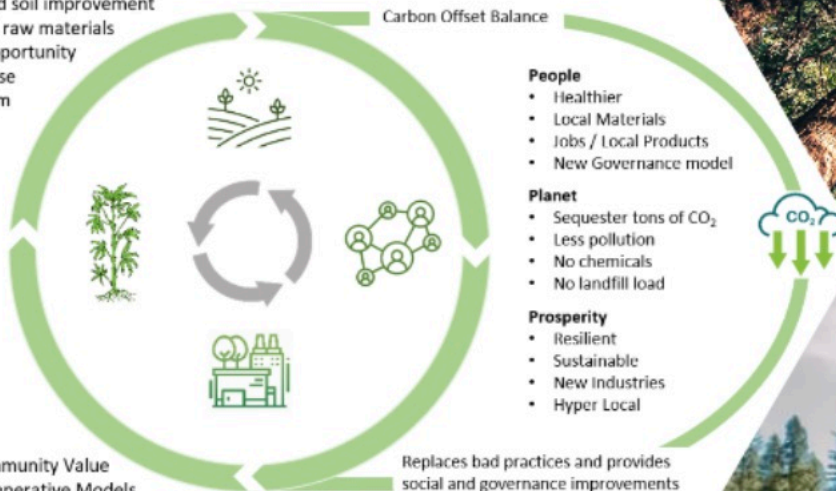 d soil improvement
raw materials
portunity
se
m
Carbon Offset Balance
People
• Healthier
• Local Materials
• Jobs / Local Products
• New Governance model
Planet
• Sequester tons of CO₂
• Less pollution
• No chemicals
• No landfill load
Prosperity
• Resilient
• Sustainable
• New Industries
• Hyper Local
CO₂
munity Value
perative Models
Replaces bad practices and provides
social and governance improvements